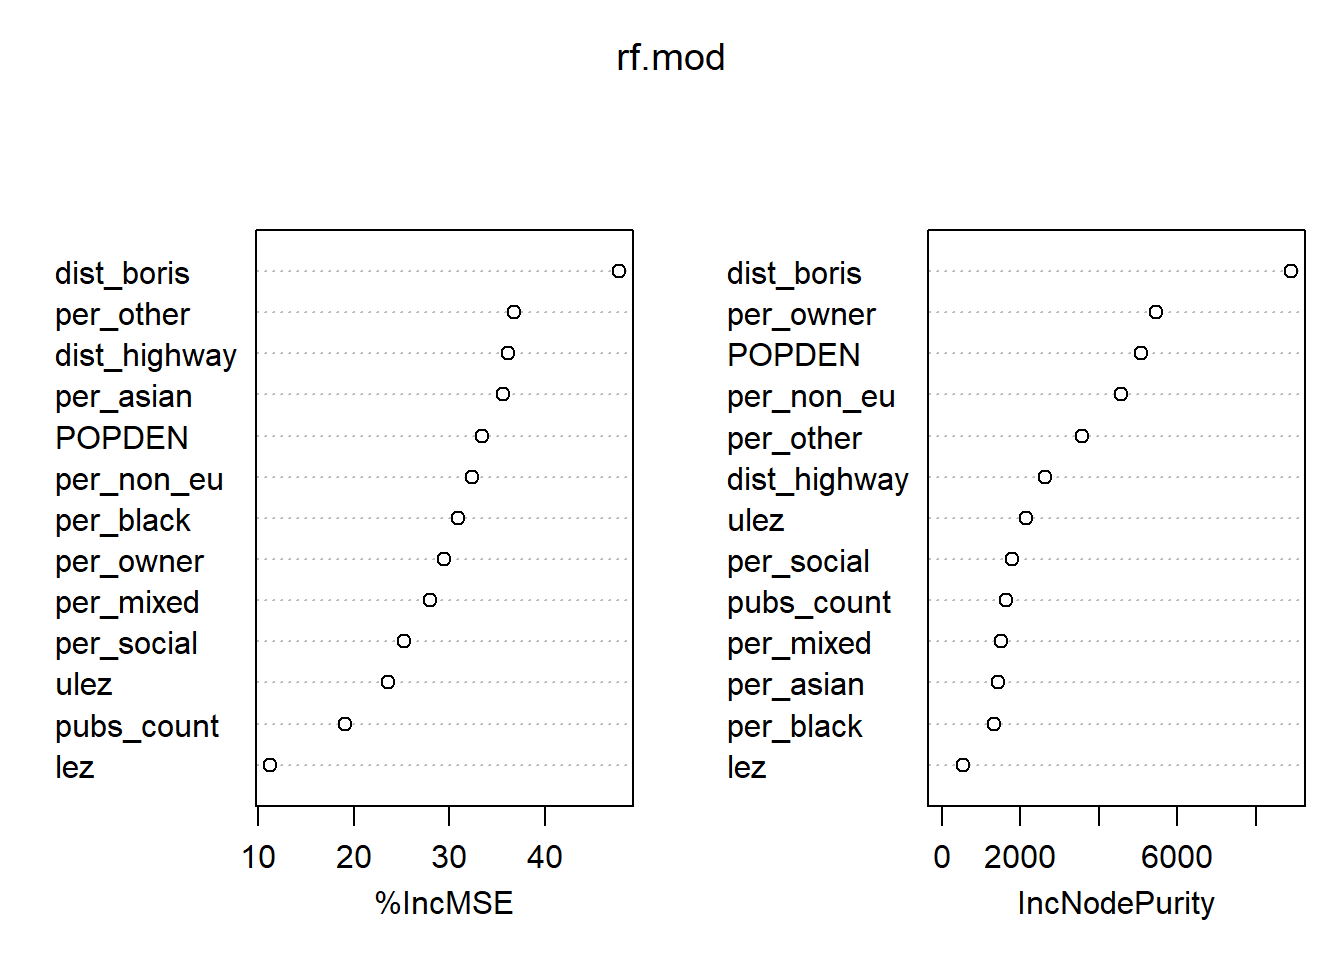 rf.mod
dist_boris
per_other
dist_highway
per_asian
POPDEN
per_non_eu
per_black
per_owner
per_mixed
per_social
ulez
pubs_count
lez
10 20 30 40
%IncMSE
dist_boris
per_owner
POPDEN
per_non_eu
per_other
dist_highway
ulez
per_social
pubs_count
per_mixed
per_asian
per_black
lez
0 2000 6000
IncNodePurity